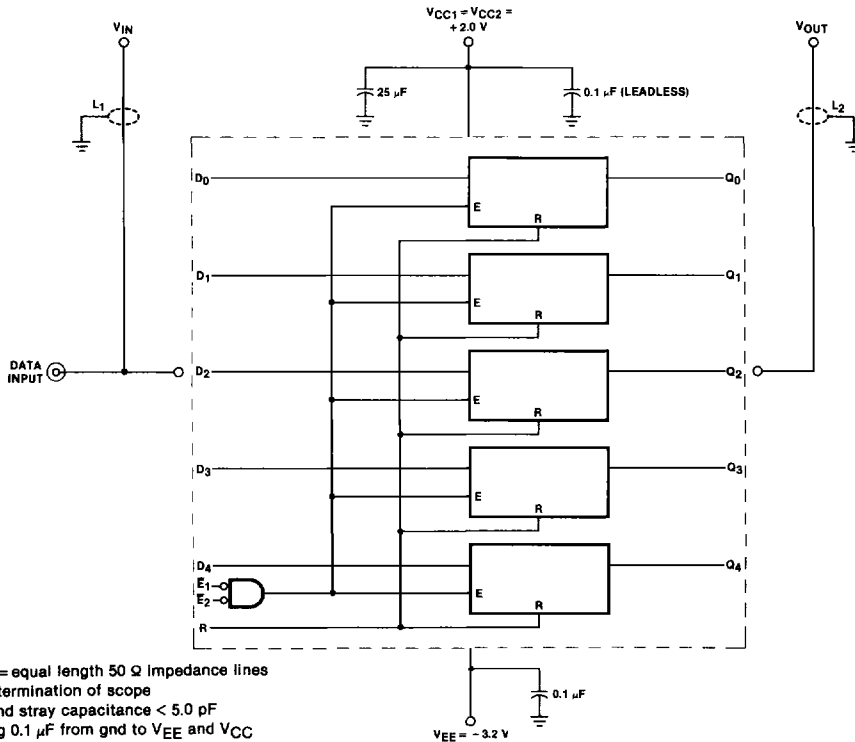 VCC1 = VCC2 =
+2.0 V
VIN
VOUT
25 µF
0.1 µF (LEADLESS)
L1
L2
D0
Q0
E
R
D1
Q1
E
R
DATA
INPUT
D2
Q2
E
R
D3
Q3
E
R
D4
Q4
E̅1
E̅2
E
R
R
= equal length 50 Ω impedance lines
termination of scope
nd stray capacitance < 5.0 pF
g 0.1 µF from gnd to VEE and VCC
0.1 µF
VEE = −3.2 V